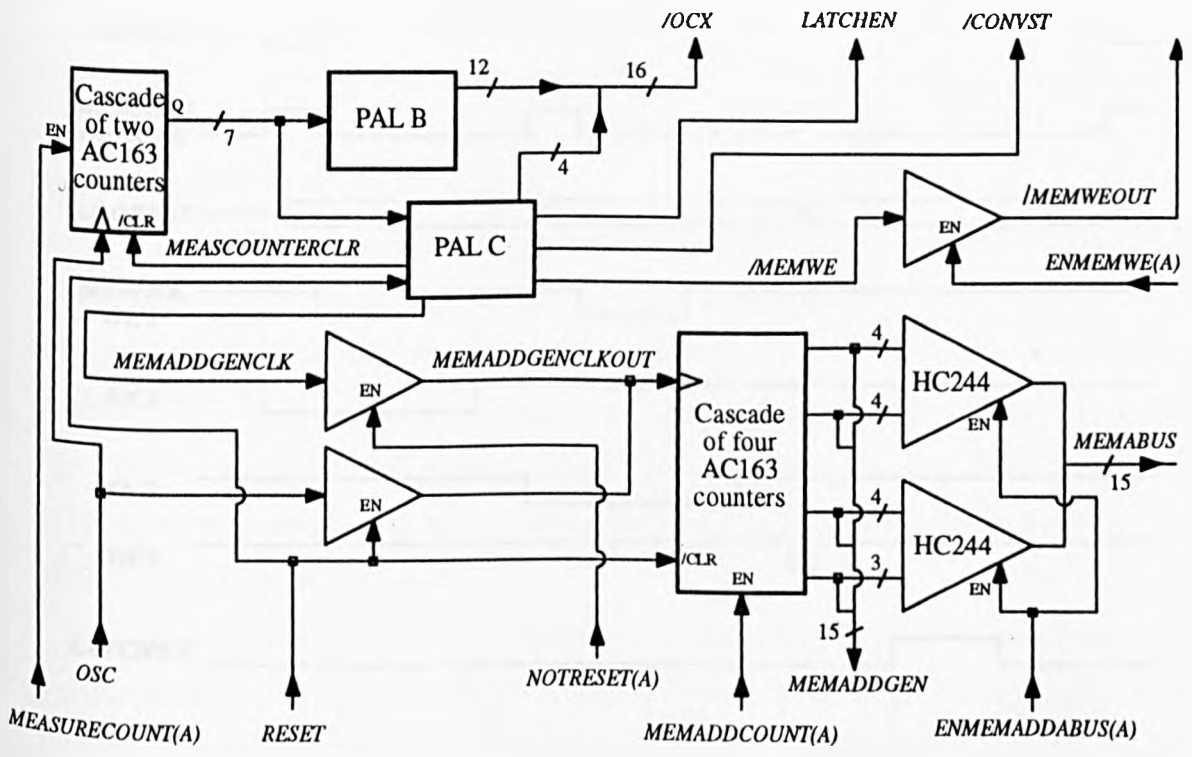 /OCX
LATCHEN
/CONVST
12
16
Cascade
of two
AC163
counters
Q
EN
/CLR
7
PAL B
4
PAL C
MEASCOUNTERCLR
/MEMWE
EN
/MEMWEOUT
ENMEMWE(A)
MEMADDGENCLK
EN
MEMADDGENCLKOUT
EN
Cascade
of four
AC163
counters
/CLR
EN
4
4
4
3
15
HC244
EN
HC244
EN
MEMABUS
15
MEASURECOUNT(A)
OSC
RESET
NOTRESET(A)
MEMADDCOUNT(A)
MEMADDGEN
ENMEMADDABUS(A)